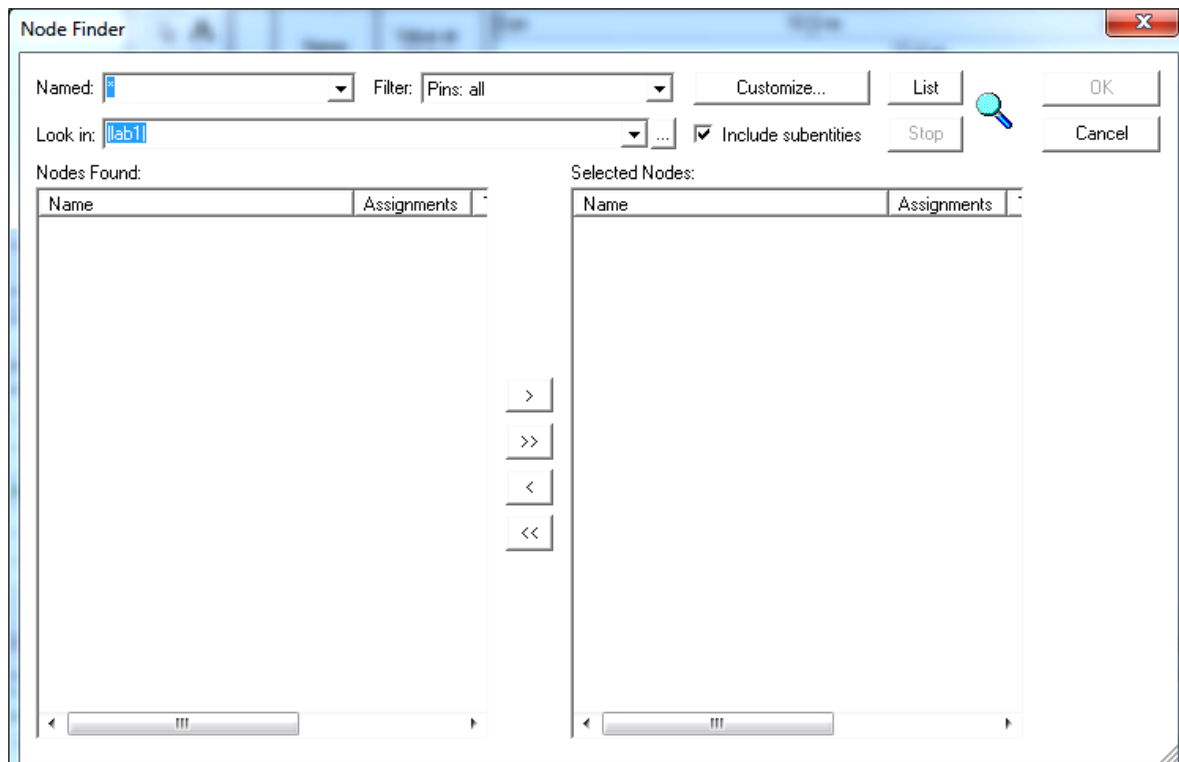 Node Finder
Named: * Filter: Pins: all Customize... List OK
Look in: |lab1| ... Include subentities Stop Cancel
Nodes Found: Selected Nodes:
Name Assignments Name Assignments
>
>>
<
<<